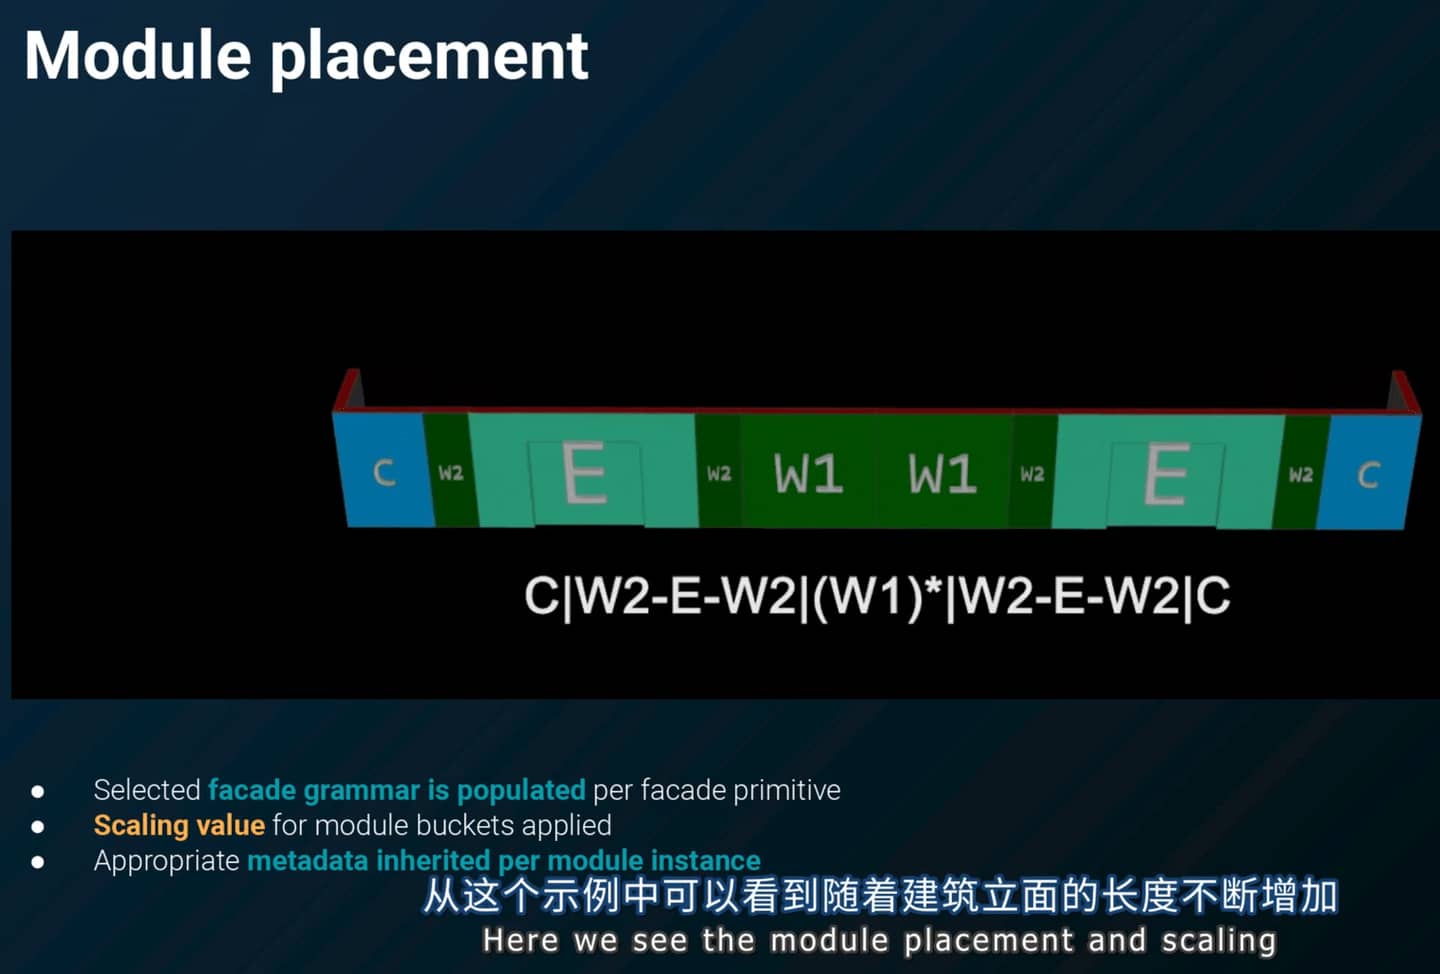 Module placement
C W2 E W2 W1 W1 W2 E W2 C
C|W2-E-W2|(W1)*|W2-E-W2|C
● Selected facade grammar is populated per facade primitive
● Scaling value for module buckets applied
● Appropriate metadata inherited per module instance
从这个示例中可以看到随着建筑立面的长度不断增加
Here we see the module placement and scaling